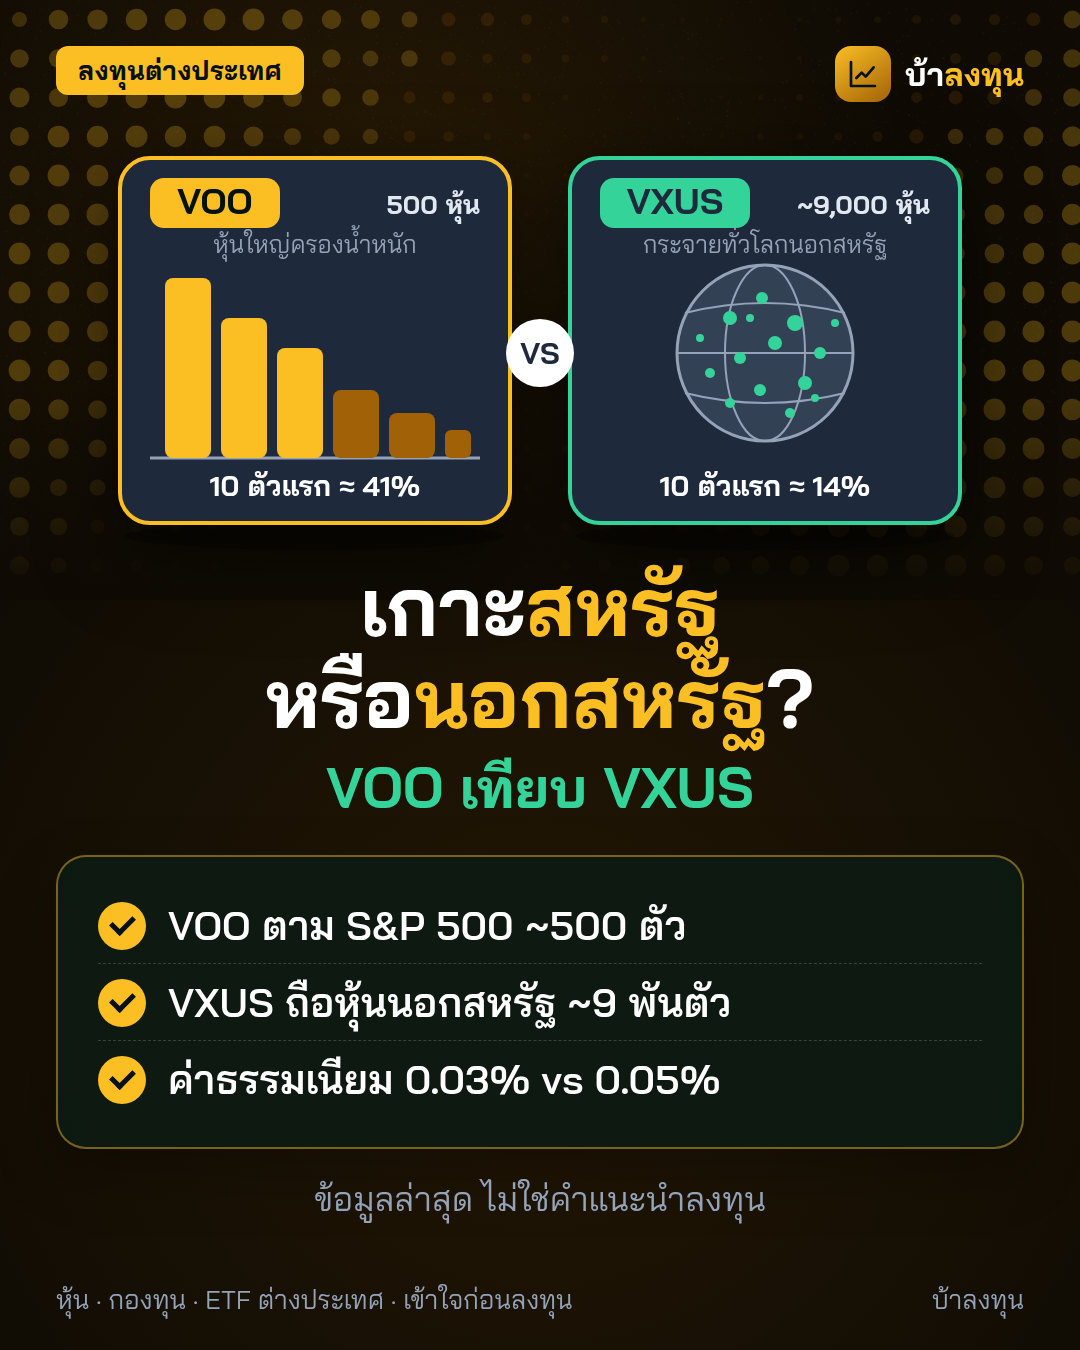 ลงทุนต่างประเทศ
บ้าลงทุน
VOO
500 หุ้น
หุ้นใหญ่ครองน้ำหนัก
10 ตัวแรก ≈ 41%
VS
VXUS
~9,000 หุ้น
กระจายทั่วโลกนอกสหรัฐ
10 ตัวแรก ≈ 14%
เกาะสหรัฐ
หรือนอกสหรัฐ?
VOO เทียบ VXUS
VOO ตาม S&P 500 ~500 ตัว
VXUS ถือหุ้นนอกสหรัฐ ~9 พันตัว
ค่าธรรมเนียม 0.03% vs 0.05%
ข้อมูลล่าสุด ไม่ใช่คำแนะนำลงทุน
หุ้น · กองทุน · ETF ต่างประเทศ · เข้าใจก่อนลงทุน
บ้าลงทุน